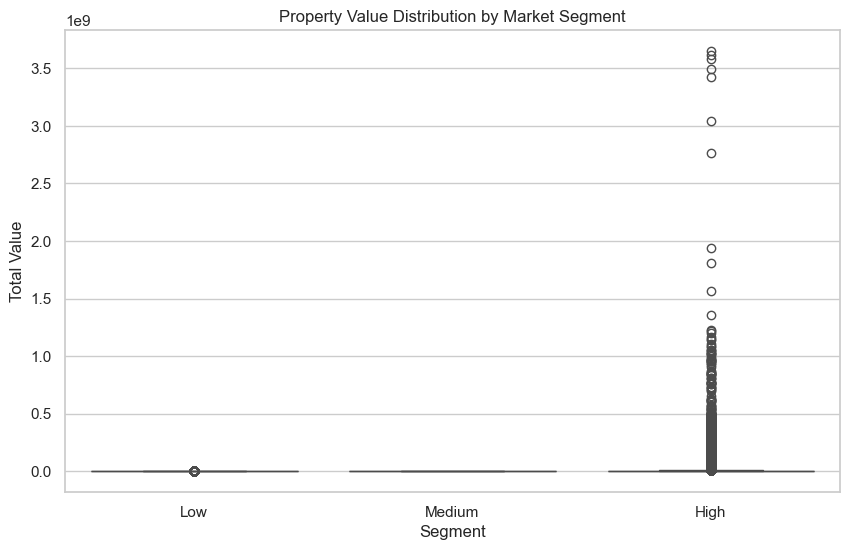 Property Value Distribution by Market Segment
1e9
3.5
3.0
2.5
2.0
1.5
1.0
0.5
0.0
Total Value
Low Medium High
Segment